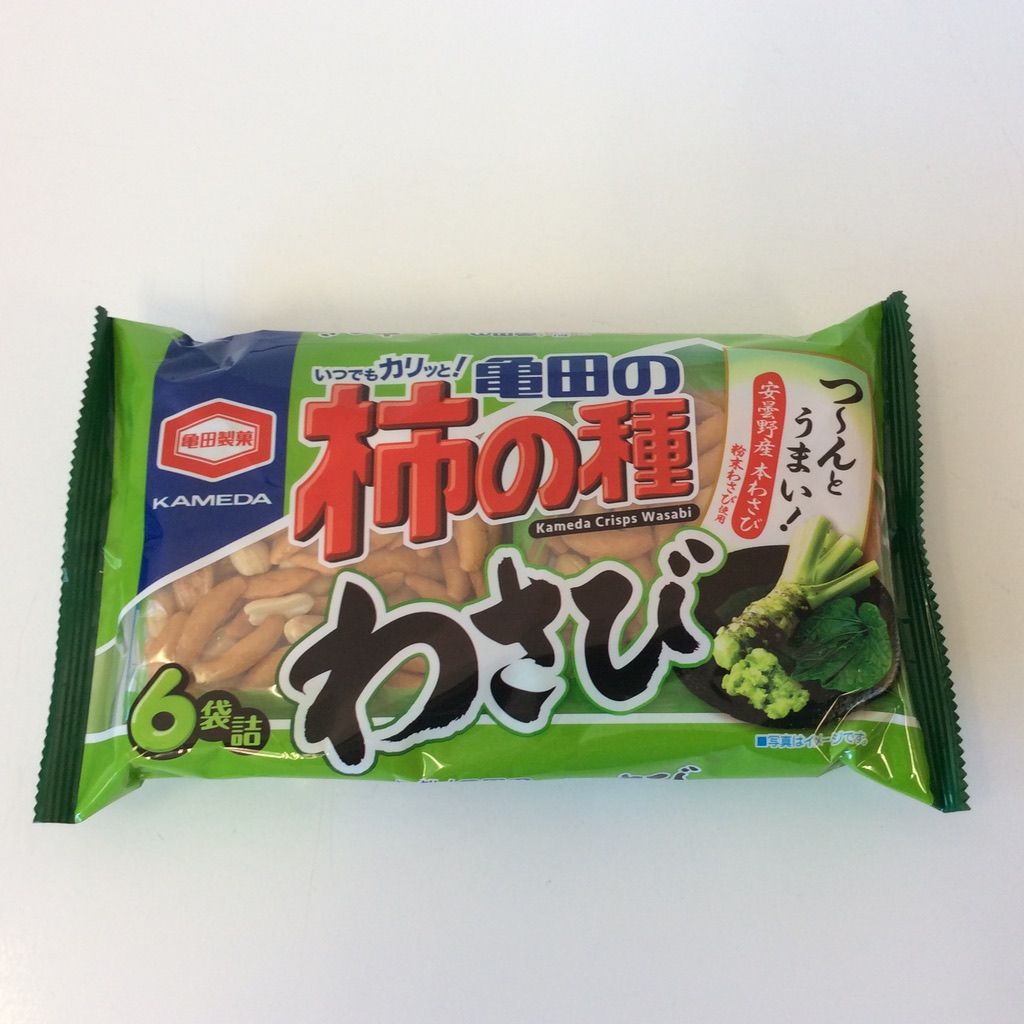 いつでもカリッと!
亀田の
柿の種
Kameda Crisps Wasabi
わさび
亀田製菓
KAMEDA
つ〜んと
うまい!
安曇野産 本わさび
粉末わさび使用
6袋詰
■写真はイメージです。